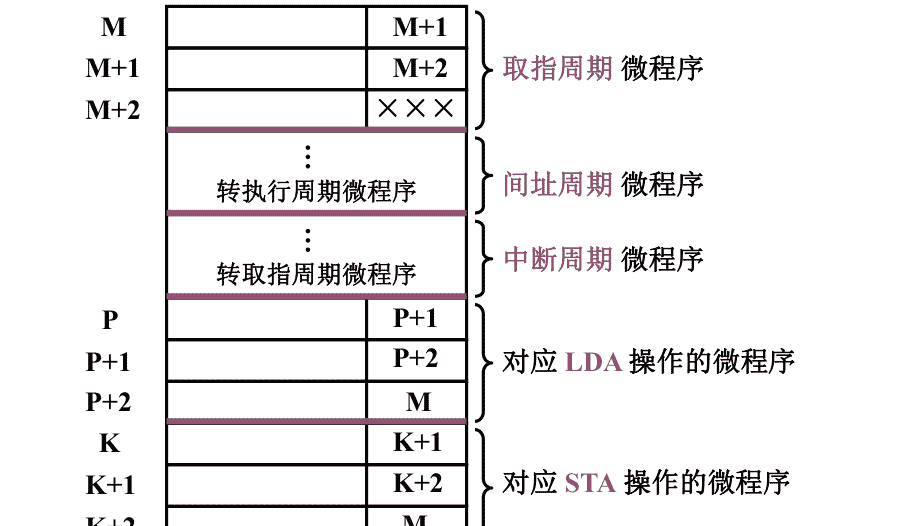 M M+1
M+1 M+2 取指周期 微程序
M+2 ×××
⋮
转执行周期微程序 间址周期 微程序
⋮
转取指周期微程序 中断周期 微程序
P P+1
P+1 P+2 对应 LDA 操作的微程序
P+2 M
K K+1
K+1 K+2 对应 STA 操作的微程序
K+2 M